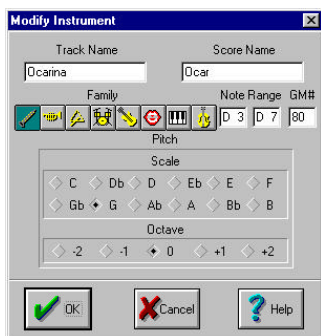 Modify Instrument
Track Name Score Name
Ocarina Ocar
Family Note Range GM#
D 3 D 7 80
Pitch
Scale
C Db D Eb E F
Gb G Ab A Bb B
Octave
-2 -1 0 +1 +2
OK Cancel Help